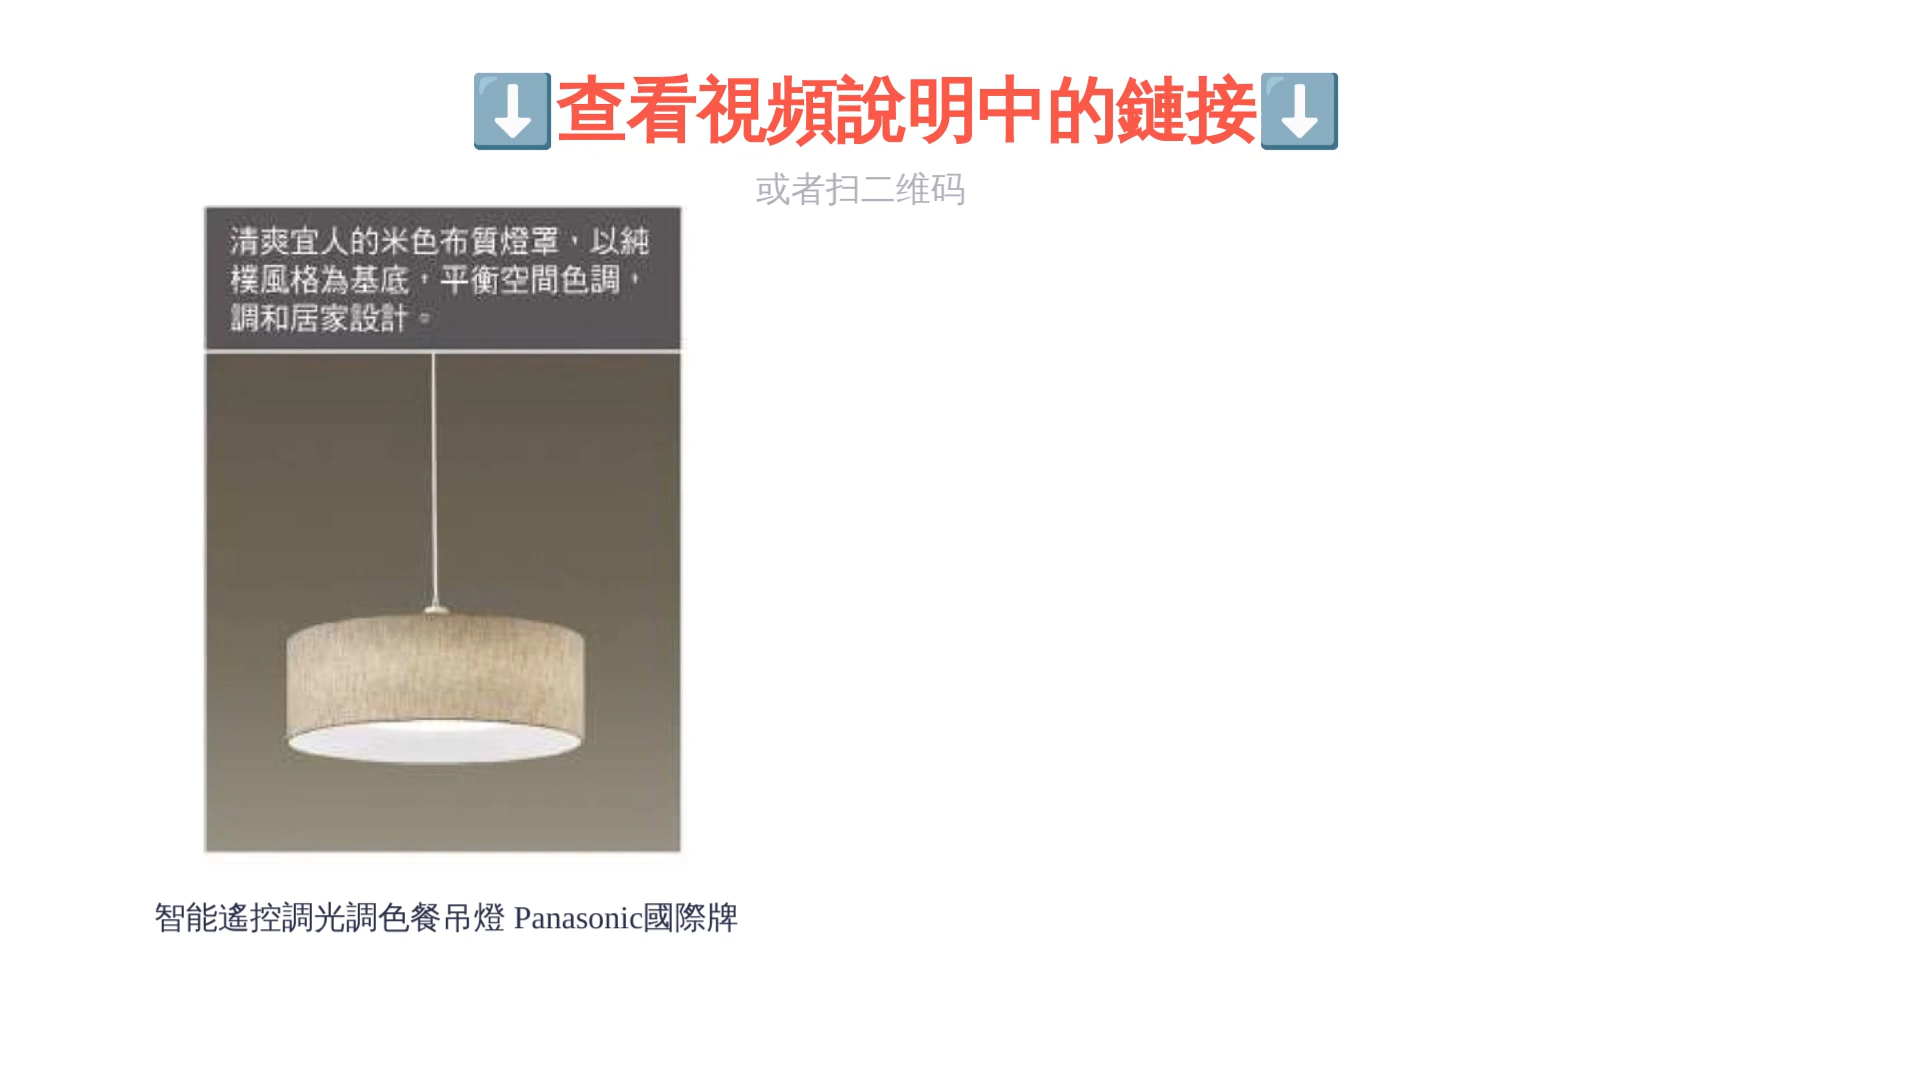 ⬇️查看視頻說明中的鏈接⬇️
或者扫二维码
清爽宜人的米色布質燈罩，以純
樸風格為基底，平衡空間色調，
調和居家設計。
智能遙控調光調色餐吊燈 Panasonic國際牌